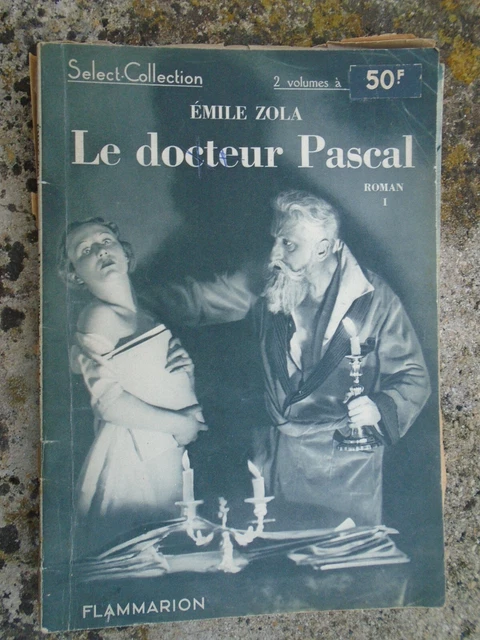 Select-Collection
2 volumes à 50F
ÉMILE ZOLA
Le docteur Pascal
ROMAN
I
FLAMMARION